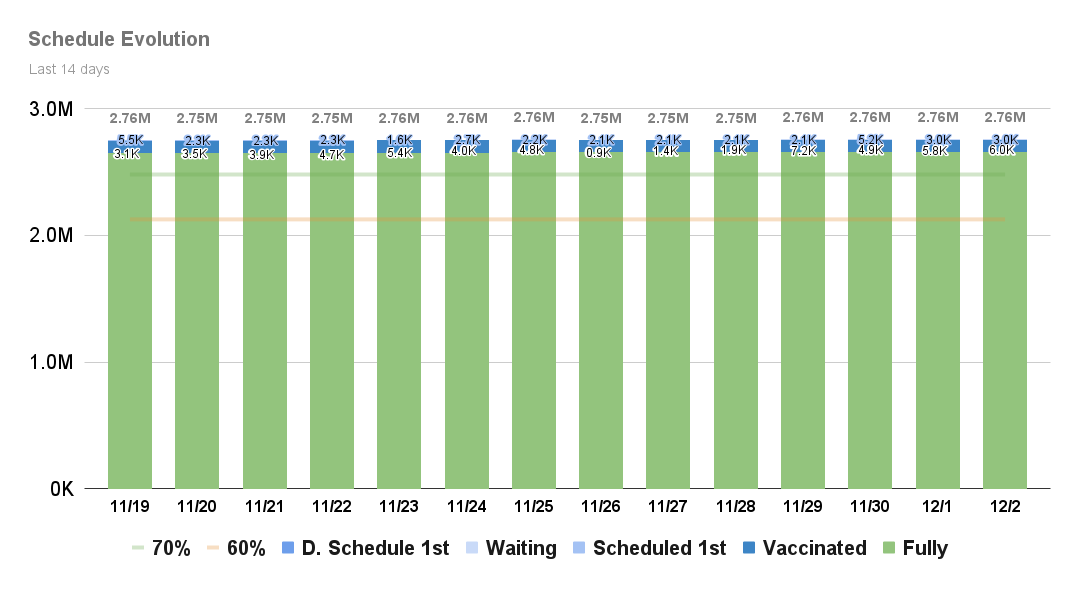 Schedule Evolution
Last 14 days
3.0M
2.76M 2.75M 2.75M 2.75M 2.76M 2.76M 2.76M 2.75M 2.75M 2.75M 2.76M 2.76M 2.76M 2.76M
5.5K 2.3K 2.3K 2.3K 1.6K 2.7K 2.2K 2.1K 2.1K 2.1K 2.1K 5.2K 3.0K 3.0K
3.1K 3.5K 3.9K 4.7K 5.4K 4.0K 4.8K 0.9K 1.4K 1.9K 7.2K 4.9K 5.8K 6.0K
2.0M
1.0M
0K
11/19 11/20 11/21 11/22 11/23 11/24 11/25 11/26 11/27 11/28 11/29 11/30 12/1 12/2
70% 60% D. Schedule 1st Waiting Scheduled 1st Vaccinated Fully